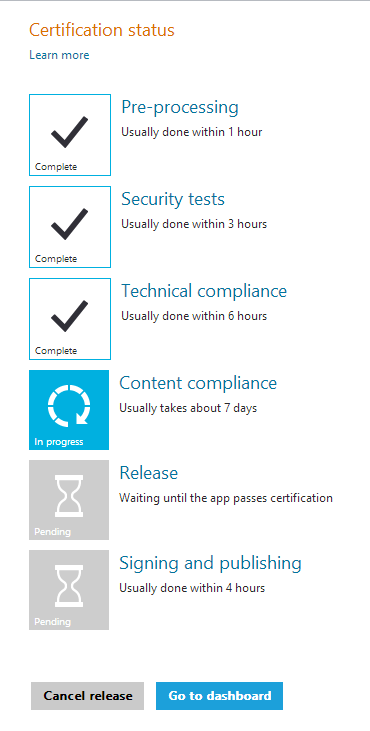 Certification status
Learn more
Pre-processing
Usually done within 1 hour
Complete
Security tests
Usually done within 3 hours
Complete
Technical compliance
Usually done within 6 hours
Complete
Content compliance
Usually takes about 7 days
In progress
Release
Waiting until the app passes certification
Pending
Signing and publishing
Usually done within 4 hours
Pending
Cancel release
Go to dashboard